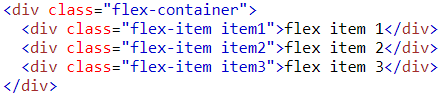 <div class="flex-container">
  <div class="flex-item item1">flex item 1</div>
  <div class="flex-item item2">flex item 2</div>
  <div class="flex-item item3">flex item 3</div>
</div>